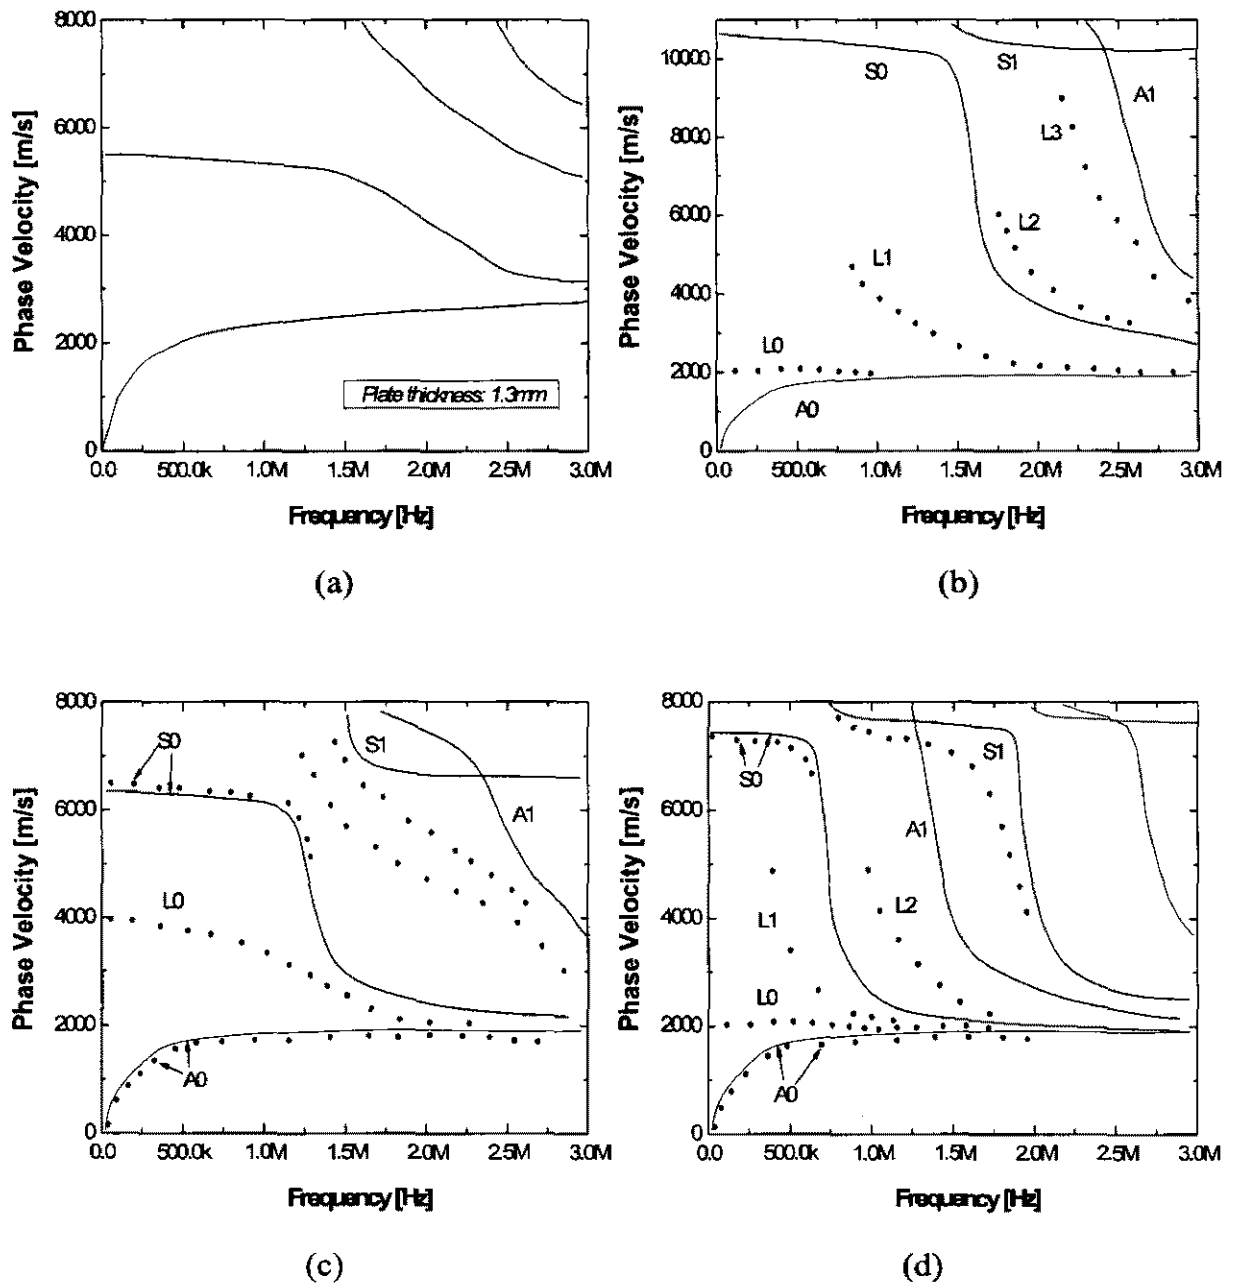 8000
6000
4000
2000
0
Phase Velocity [m/s]
Plate thickness: 1.3mm
0.0 500.0k 1.0M 1.5M 2.0M 2.5M 3.0M
Frequency [Hz]
(a)
10000
8000
6000
4000
2000
0
Phase Velocity [m/s]
S0
S1
A1
L3
L2
L1
L0
A0
0.0 500.0k 1.0M 1.5M 2.0M 2.5M 3.0M
Frequency [Hz]
(b)
8000
6000
4000
2000
0
Phase Velocity [m/s]
S0
S1
A1
L0
A0
0.0 500.0k 1.0M 1.5M 2.0M 2.5M 3.0M
Frequency [Hz]
(c)
8000
6000
4000
2000
0
Phase Velocity [m/s]
S0
S1
A1
L1
L2
L0
A0
0.0 500.0k 1.0M 1.5M 2.0M 2.5M 3.0M
Frequency [Hz]
(d)